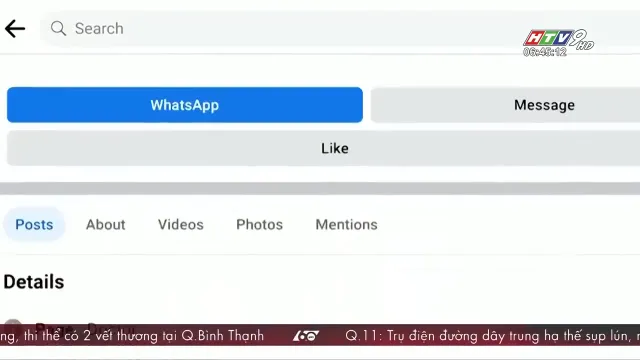 Search
HTV9 HD
06:45:12
WhatsApp
Message
Like
Posts
About
Videos
Photos
Mentions
Details
Page
ng, thi thể có 2 vết thương tại Q.Bình Thạnh
Q.11: Trụ điện đường dây trung hạ thế sụp lún,